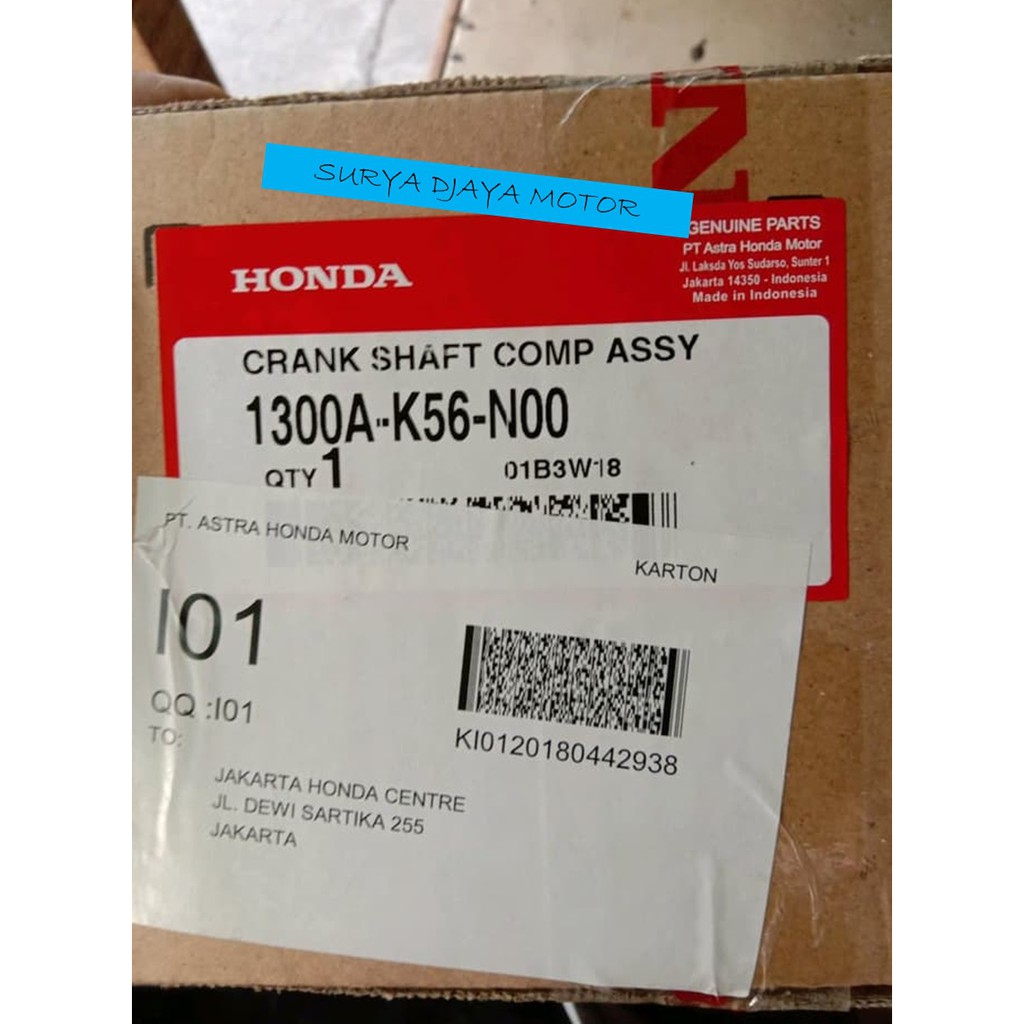 N
SURYA DJAYA MOTOR
GENUINE PARTS
PT Astra Honda Motor
Jl. Laksda Yos Sudarso, Sunter 1
Jakarta 14350 - Indonesia
Made in Indonesia
HONDA
CRANK SHAFT COMP ASSY
1300A-K56-N00
QTY 1 01B3W18
PT. ASTRA HONDA MOTOR
KARTON
I01
QQ :I01
KI0120180442938
TO:
JAKARTA HONDA CENTRE
JL. DEWI SARTIKA 255
JAKARTA